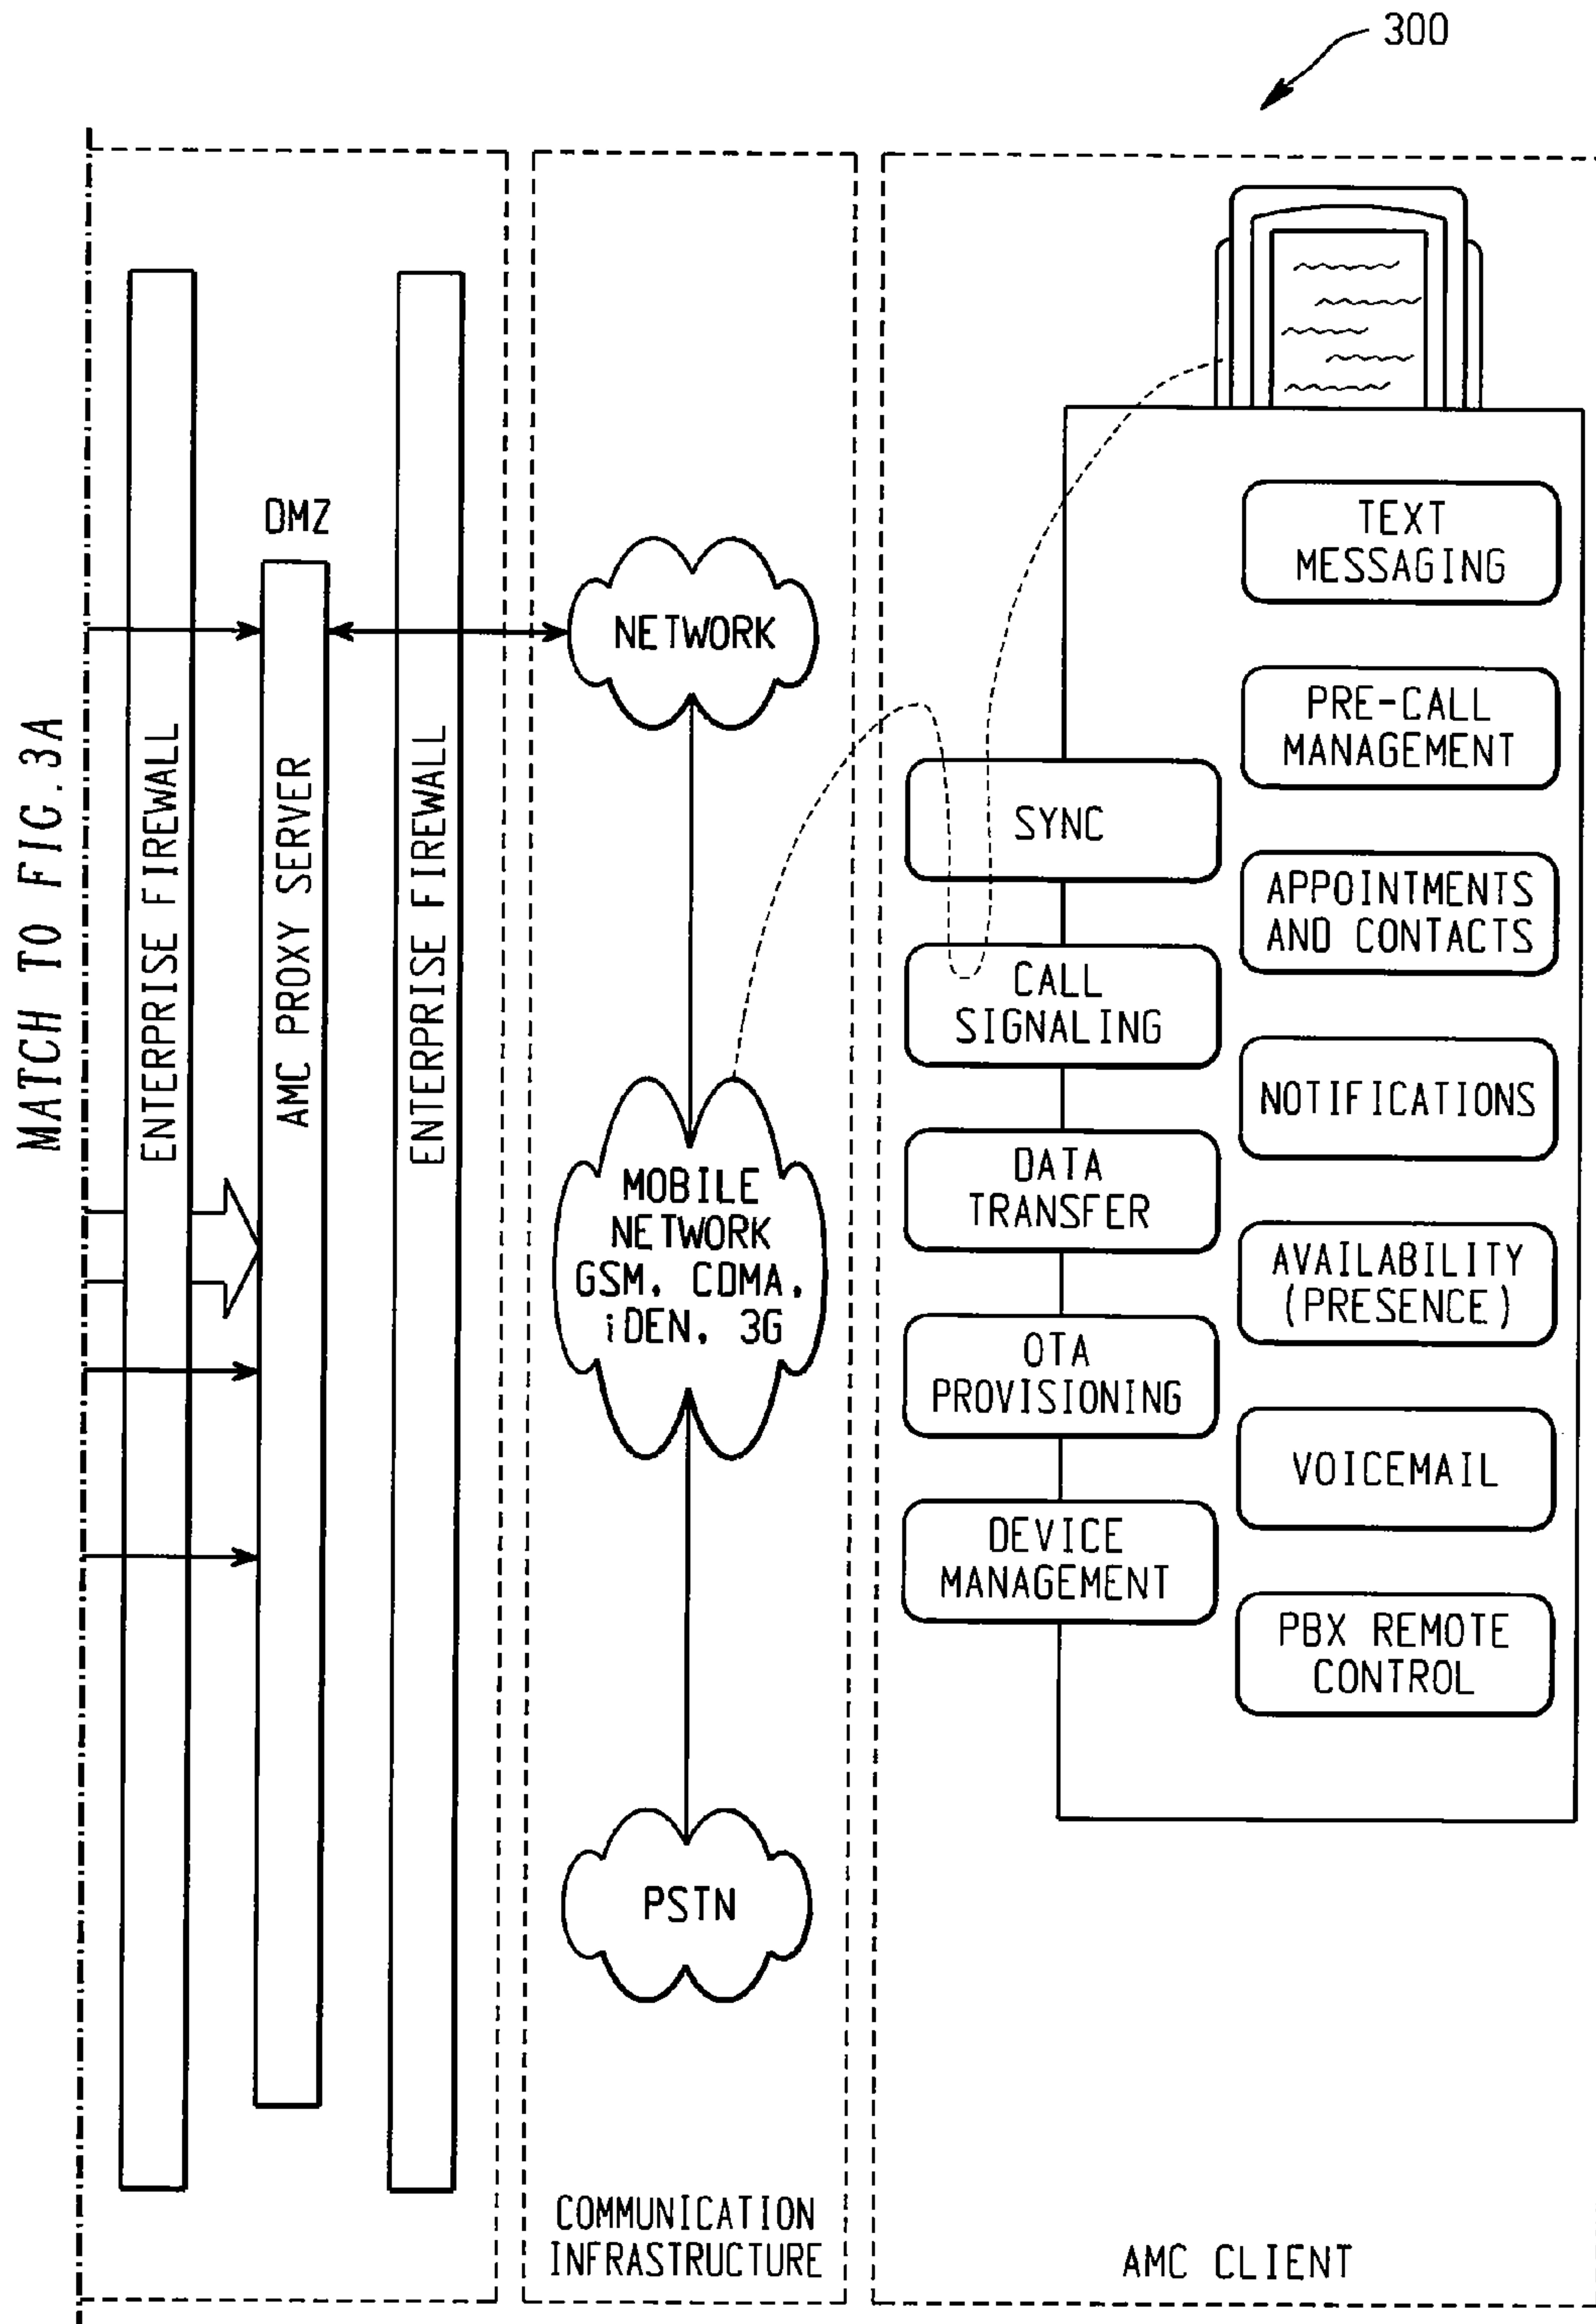 300
MATCH TO FIG.3A
ENTERPRISE FIREWALL
DMZ
AMC PROXY SERVER
ENTERPRISE FIREWALL
NETWORK
MOBILE
NETWORK
GSM, CDMA,
iDEN, 3G
PSTN
COMMUNICATION
INFRASTRUCTURE
SYNC
CALL
SIGNALING
DATA
TRANSFER
OTA
PROVISIONING
DEVICE
MANAGEMENT
TEXT
MESSAGING
PRE-CALL
MANAGEMENT
APPOINTMENTS
AND CONTACTS
NOTIFICATIONS
AVAILABILITY
(PRESENCE)
VOICEMAIL
PBX REMOTE
CONTROL
AMC CLIENT